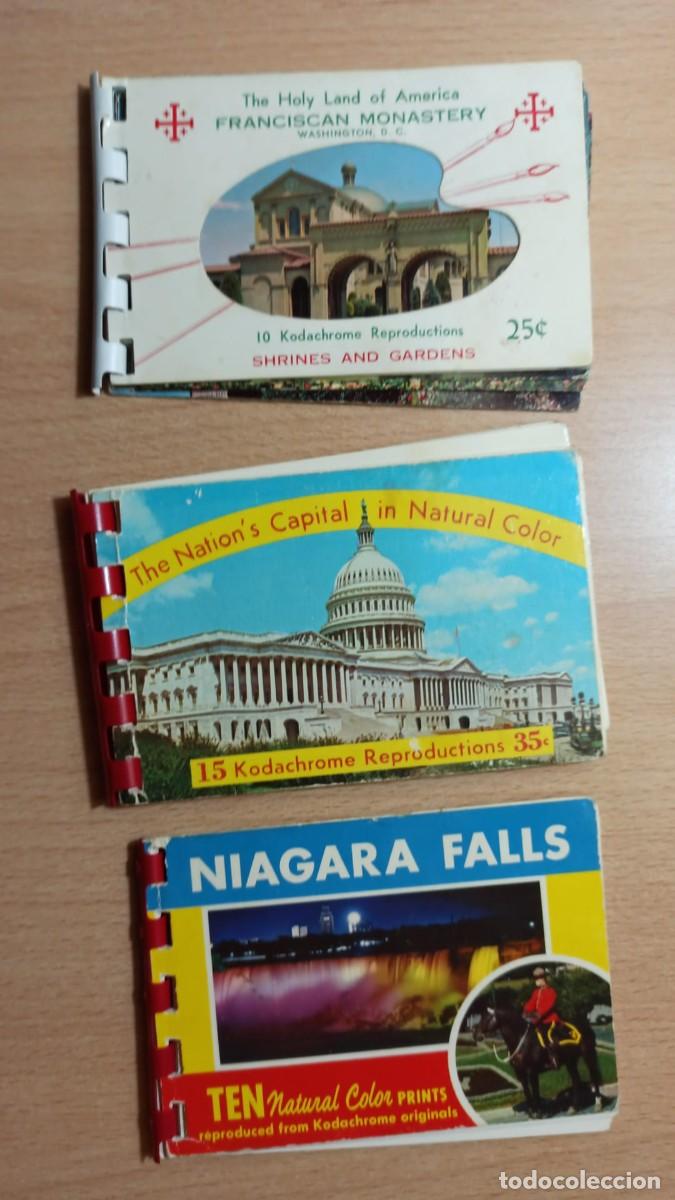 The Holy Land of America
FRANCISCAN MONASTERY
WASHINGTON, D. C.
10 Kodachrome Reproductions
25¢
SHRINES AND GARDENS
The Nation's Capital in Natural Color
15 Kodachrome Reproductions 35¢
NIAGARA FALLS
TEN Natural Color PRINTS
reproduced from Kodachrome originals
todocoleccion